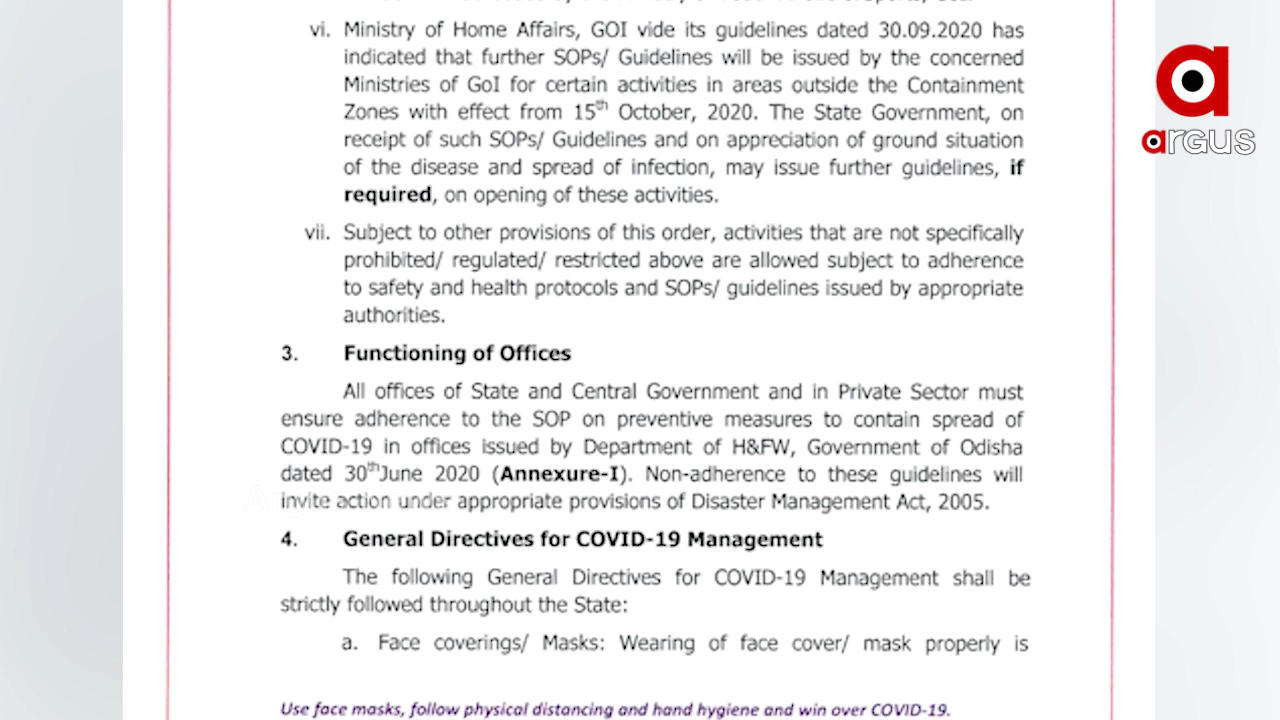 vi. Ministry of Home Affairs, GOI vide its guidelines dated 30.09.2020 has
indicated that further SOPs/ Guidelines will be issued by the concerned
Ministries of GoI for certain activities in areas outside the Containment
Zones with effect from 15th October, 2020. The State Government, on
receipt of such SOPs/ Guidelines and on appreciation of ground situation
of the disease and spread of infection, may issue further guidelines, if
required, on opening of these activities.
vii. Subject to other provisions of this order, activities that are not specifically
prohibited/ regulated/ restricted above are allowed subject to adherence
to safety and health protocols and SOPs/ guidelines issued by appropriate
authorities.
3. Functioning of Offices
All offices of State and Central Government and in Private Sector must
ensure adherence to the SOP on preventive measures to contain spread of
COVID-19 in offices issued by Department of H&FW, Government of Odisha
dated 30thJune 2020 (Annexure-I). Non-adherence to these guidelines will
invite action under appropriate provisions of Disaster Management Act, 2005.
4. General Directives for COVID-19 Management
The following General Directives for COVID-19 Management shall be
strictly followed throughout the State:
a. Face coverings/ Masks: Wearing of face cover/ mask properly is
Use face masks, follow physical distancing and hand hygiene and win over COVID-19.
a
argus